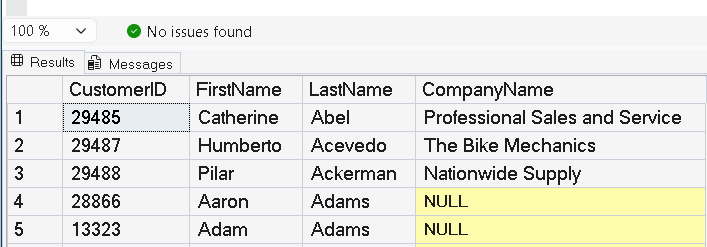 100 % No issues found
Results Messages
CustomerID FirstName LastName CompanyName
1 29485 Catherine Abel Professional Sales and Service
2 29487 Humberto Acevedo The Bike Mechanics
3 29488 Pilar Ackerman Nationwide Supply
4 28866 Aaron Adams NULL
5 13323 Adam Adams NULL